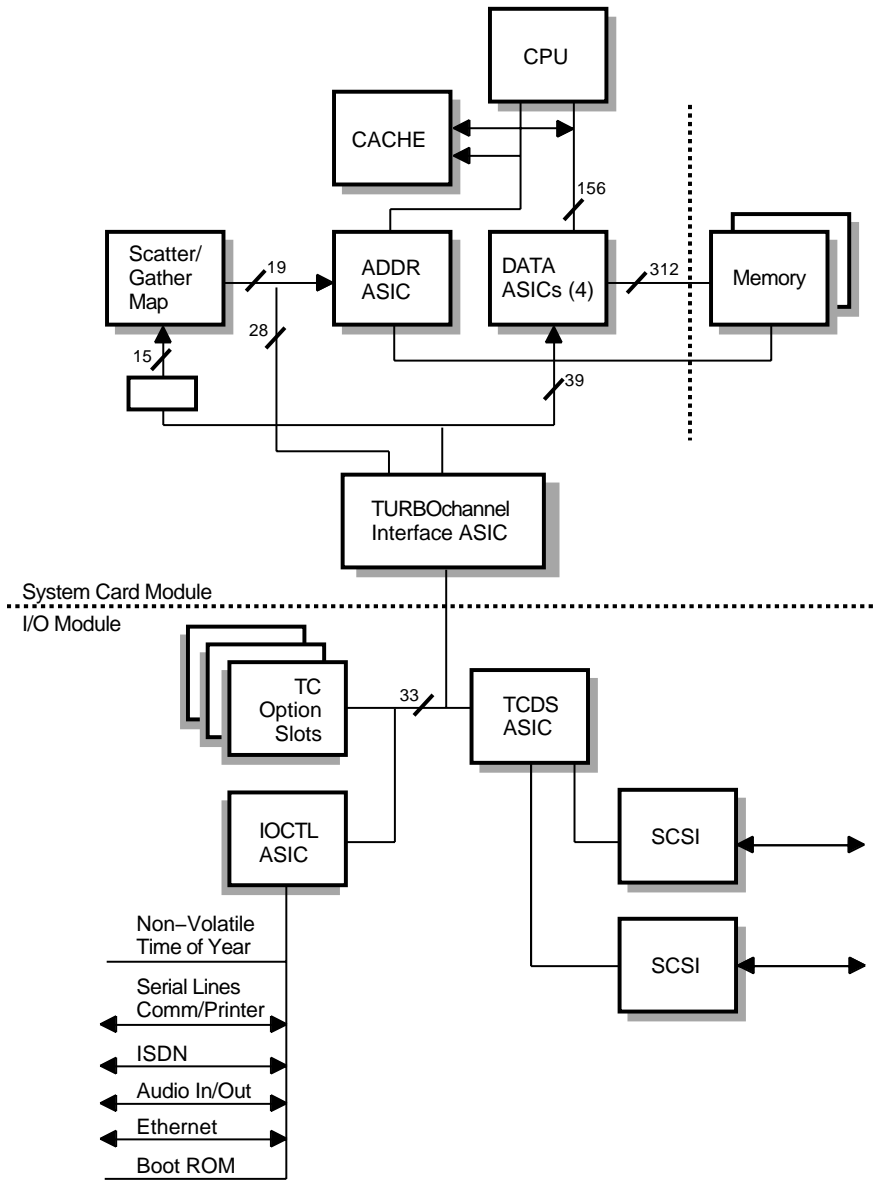 CPU
CACHE
156
Scatter/
Gather
Map
19
ADDR
ASIC
DATA
ASICs (4)
312
Memory
28
15
39
TURBOchannel
Interface ASIC
System Card Module
I/O Module
TC
Option
Slots
33
TCDS
ASIC
IOCTL
ASIC
SCSI
Non–Volatile
Time of Year
SCSI
Serial Lines
Comm/Printer
ISDN
Audio In/Out
Ethernet
Boot ROM